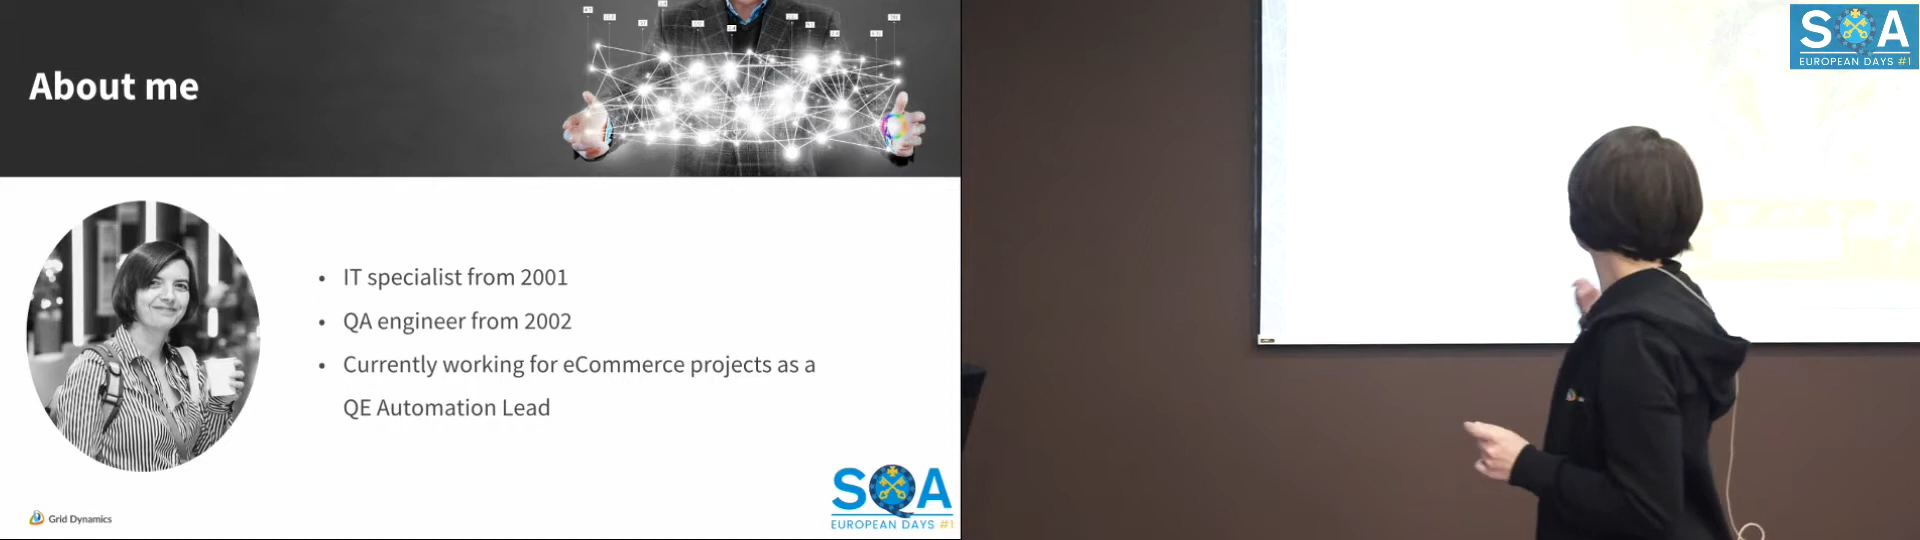 About me
IT specialist from 2001
QA engineer from 2002
Currently working for eCommerce projects as a
QE Automation Lead
Grid Dynamics
SQA
EUROPEAN DAYS #1
SQA
EUROPEAN DAYS #1